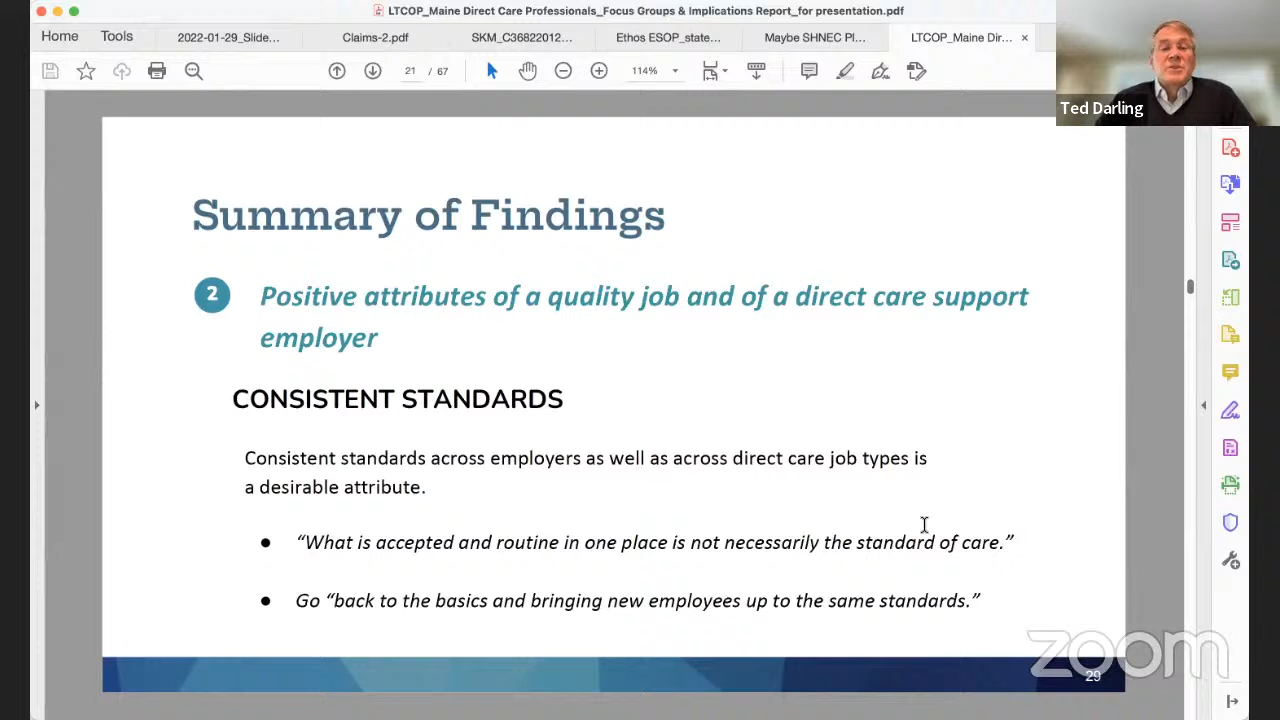 LTCOP_Maine Direct Care Professionals_Focus Groups & Implications Report_for presentation.pdf
Home
Tools
2022-01-29_Slide...
Claims-2.pdf
SKM_C36822012...
Ethos ESOP_state...
Maybe SHNEC Pl...
LTCOP_Maine Dir...
21 / 67
114%
Ted Darling
Summary of Findings
2
Positive attributes of a quality job and of a direct care support
employer
CONSISTENT STANDARDS
Consistent standards across employers as well as across direct care job types is
a desirable attribute.
● “What is accepted and routine in one place is not necessarily the standard of care.”
● Go “back to the basics and bringing new employees up to the same standards.”
zoom
29